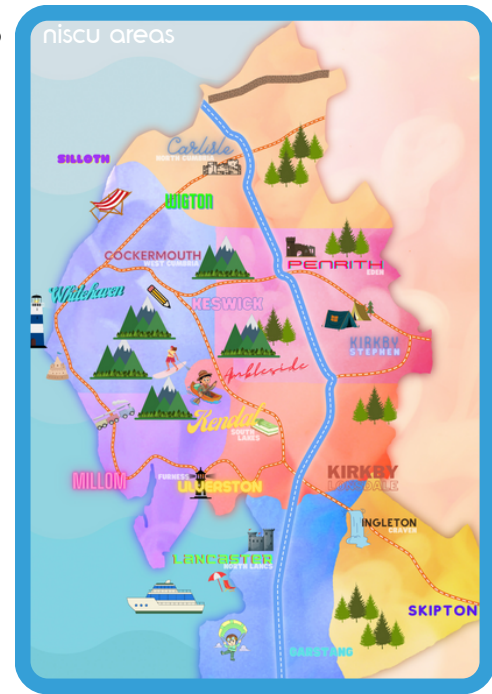 niscu areas
Carlisle
NORTH CUMBRIA
SILLOTH
WIGTON
COCKERMOUTH
WEST CUMBRIA
PENRITH
EDEN
Whitehaven
KESWICK
KIRKBY
STEPHEN
Ambleside
Kendal
SOUTH
LAKES
KIRKBY
LONSDALE
MILLOM
FURNESS
ULVERSTON
INGLETON
CRAVEN
LANCASTER
NORTH LANCS
SKIPTON
GARSTANG